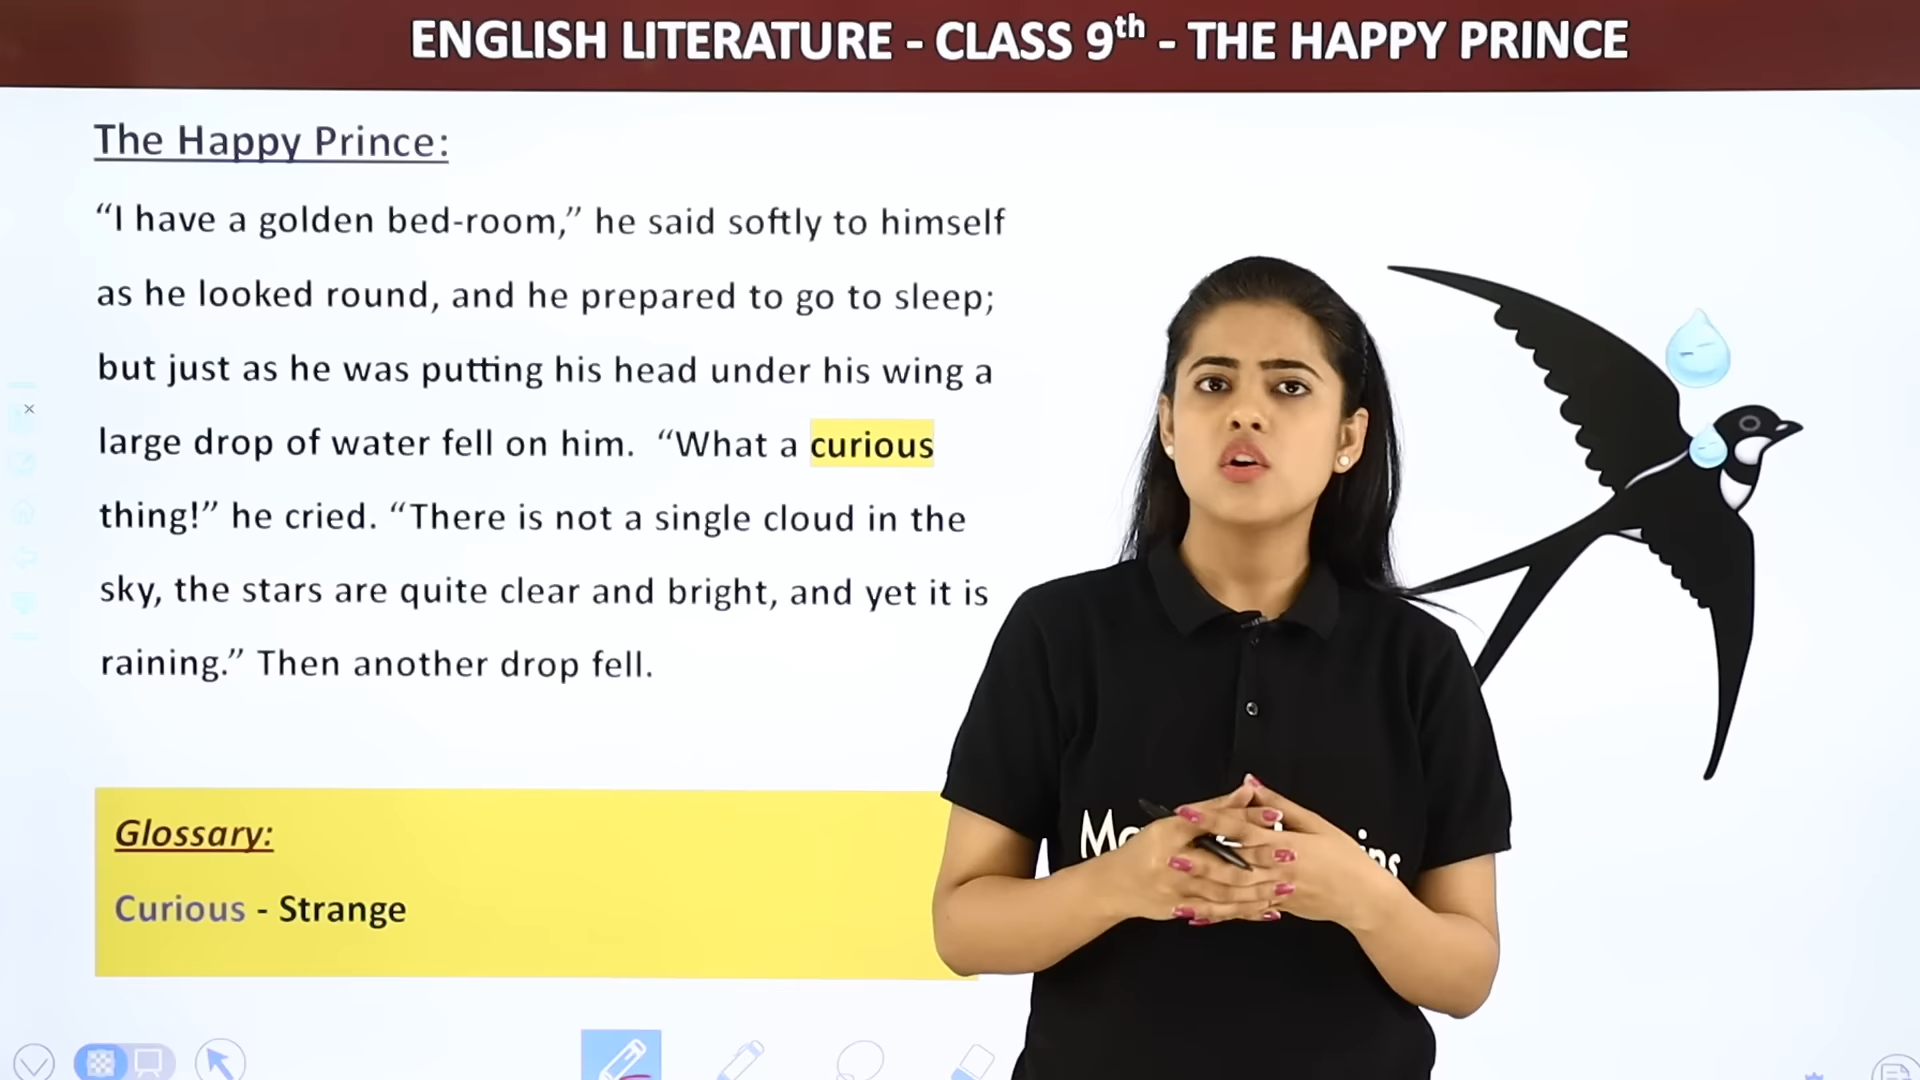 ENGLISH LITERATURE - CLASS 9th - THE HAPPY PRINCE
The Happy Prince:
“I have a golden bed-room,” he said softly to himself
as he looked round, and he prepared to go to sleep;
but just as he was putting his head under his wing a
large drop of water fell on him. “What a curious
thing!” he cried. “There is not a single cloud in the
sky, the stars are quite clear and bright, and yet it is
raining.” Then another drop fell.
Glossary:
Curious - Strange